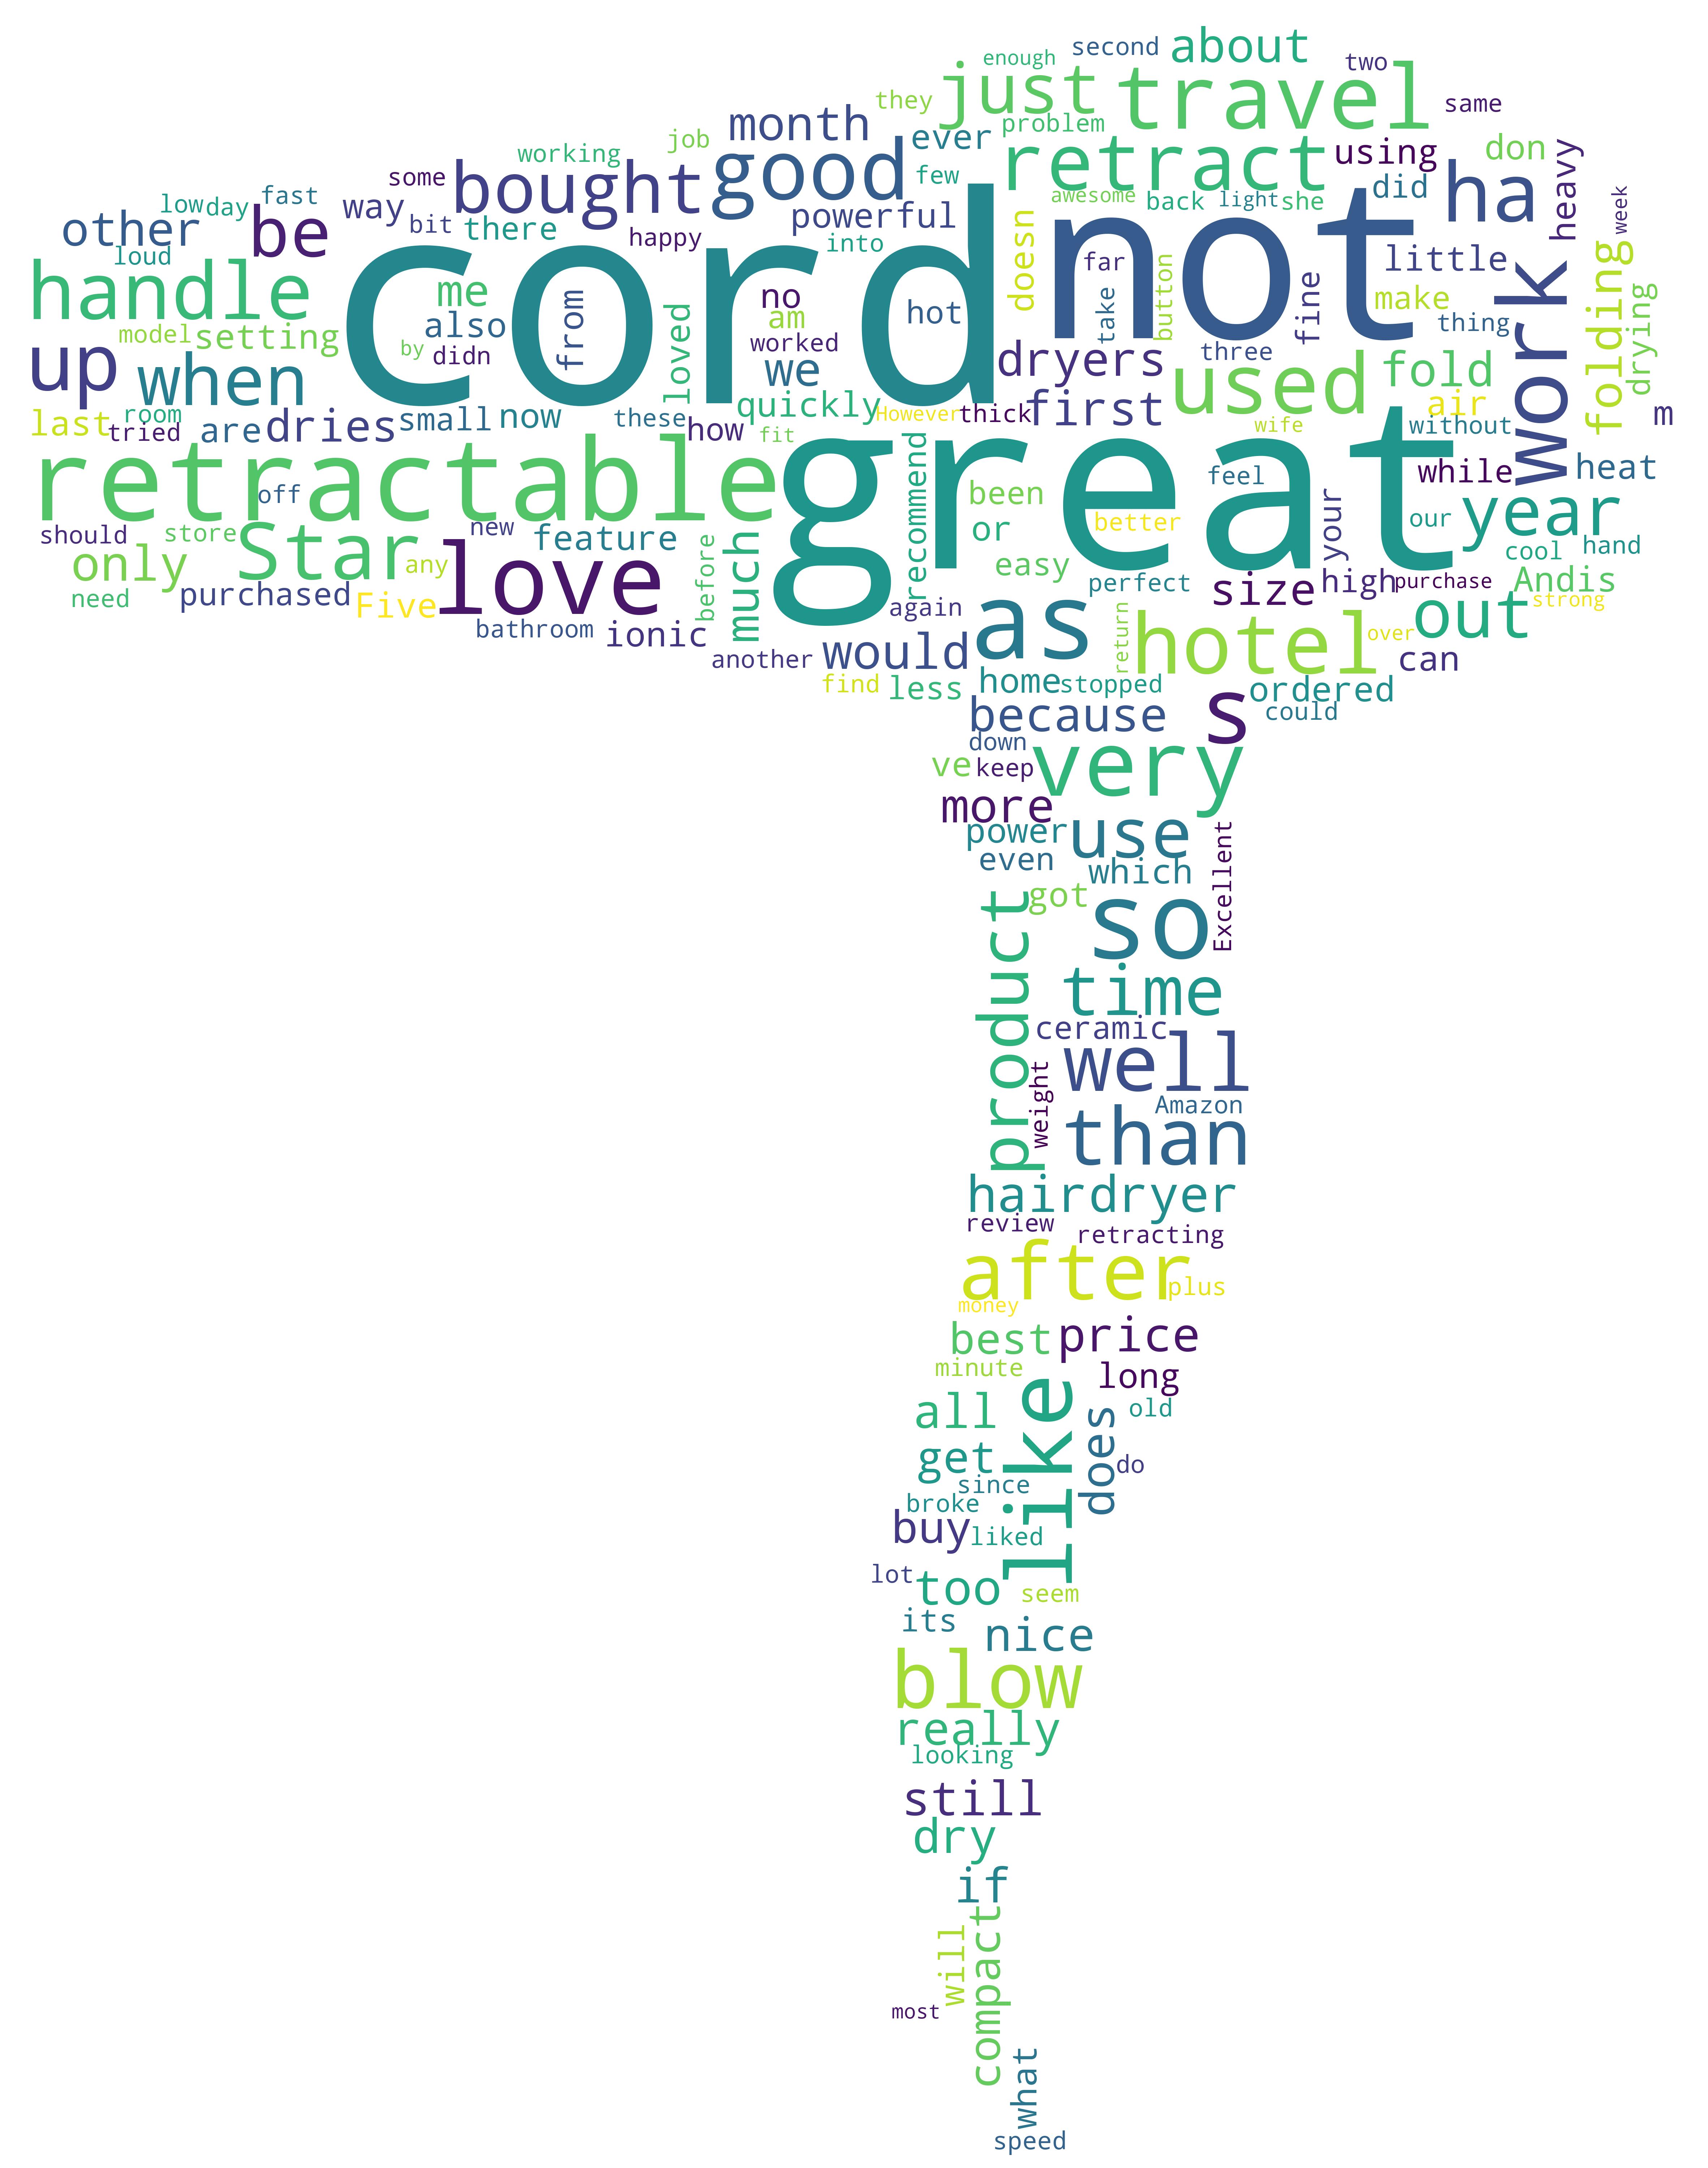 enough second about two
they just travel same
job month ever problem
working good retract using don
some bought few awesome back light she did ha heavy week
low day fast way powerful
other be bit there happy into doesn far button little
loud cord not work folding
handle me from loved no hot take fine make drying
model setting also am thing
up by didn worked dryers three
when we used fold
last room tried are dries small now these how quickly However thick first wife air without m
fit
retractable great recommend feel while heat
off been your year
should store Star new feature or better our cool hand
only any love before much easy perfect size high purchase Andis
need purchased Five again as return out strong
bathroom ionic would hotel over can
another
find less home stopped ordered
because s could
down very
ve keep
more
power use Excellent
even which
got
product so
time
ceramic
well
weight Amazon
than
hairdryer
review retracting
after plus
money
best price
minute long
all like old
get does do
since
broke
buy liked
lot too seem
its nice
blow
really
looking
still
dry
if
will compact
most
what
speed